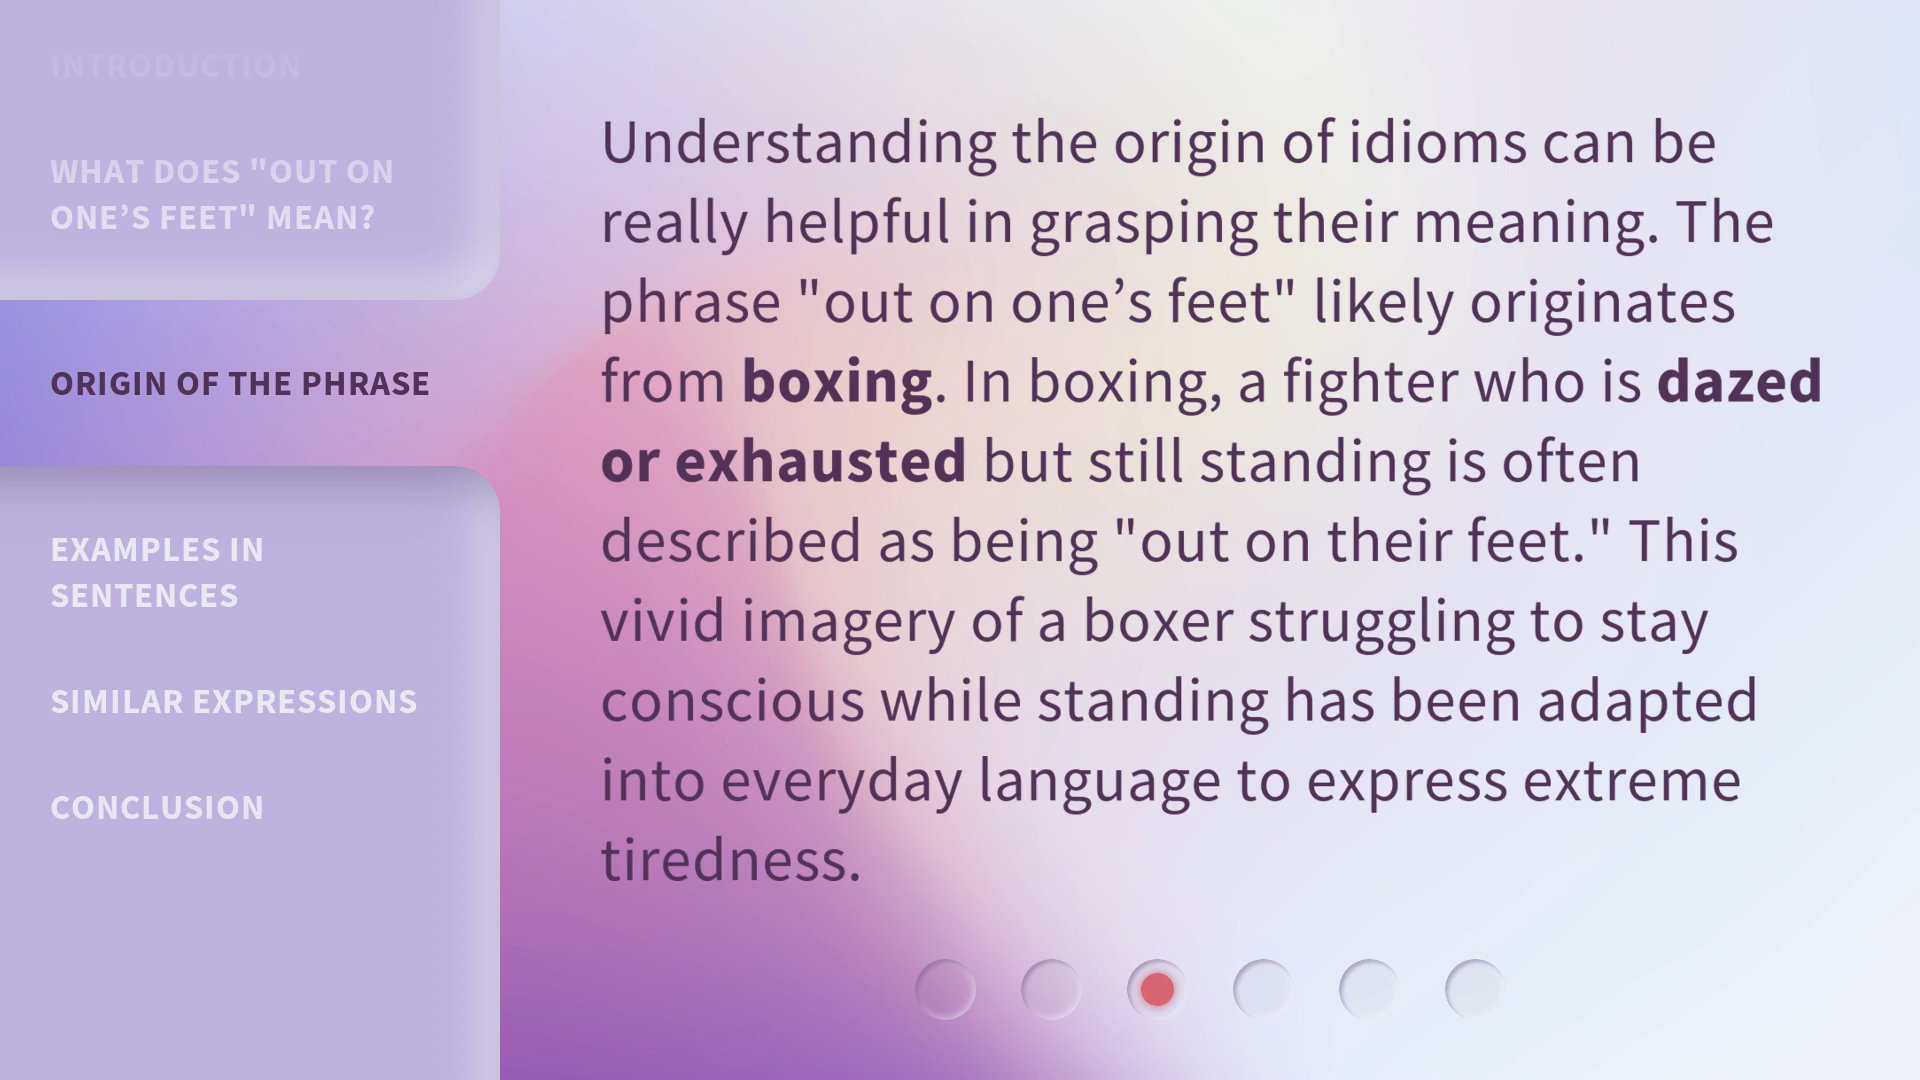 INTRODUCTION
WHAT DOES "OUT ON
ONE’S FEET" MEAN?
ORIGIN OF THE PHRASE
EXAMPLES IN
SENTENCES
SIMILAR EXPRESSIONS
CONCLUSION
Understanding the origin of idioms can be
really helpful in grasping their meaning. The
phrase "out on one’s feet" likely originates
from boxing. In boxing, a fighter who is dazed
or exhausted but still standing is often
described as being "out on their feet." This
vivid imagery of a boxer struggling to stay
conscious while standing has been adapted
into everyday language to express extreme
tiredness.